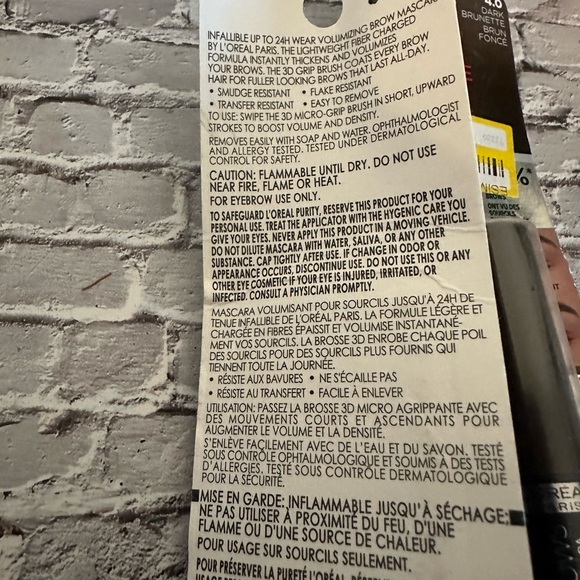 INFALLIBLE UP TO 24H WEAR VOLUMIZING BROW MASCARA
BY L'OREAL PARIS. THE LIGHTWEIGHT FIBER CHARGED
FORMULA INSTANTLY THICKENS AND VOLUMIZES
YOUR BROWS. THE 3D GRIP BRUSH COATS EVERY BROW
HAIR FOR FULLER LOOKING BROWS THAT LAST ALL-DAY.
• SMUDGE RESISTANT • FLAKE RESISTANT
• TRANSFER RESISTANT • EASY TO REMOVE
TO USE: SWIPE THE 3D MICRO-GRIP BRUSH IN SHORT, UPWARD
STROKES TO BOOST VOLUME AND DENSITY.
REMOVES EASILY WITH SOAP AND WATER. OPHTHALMOLOGIST
AND ALLERGY TESTED. TESTED UNDER DERMATOLOGICAL
CONTROL FOR SAFETY.
CAUTION: FLAMMABLE UNTIL DRY. DO NOT USE
NEAR FIRE, FLAME OR HEAT.
FOR EYEBROW USE ONLY.
TO SAFEGUARD L'OREAL PURITY, RESERVE THIS PRODUCT FOR YOUR
PERSONAL USE. TREAT THE APPLICATOR WITH THE HYGENIC CARE YOU
GIVE YOUR EYES. NEVER APPLY THIS PRODUCT IN A MOVING VEHICLE.
DO NOT DILUTE MASCARA WITH WATER, SALIVA, OR ANY OTHER
SUBSTANCE. CAP TIGHTLY AFTER USE. IF CHANGE IN ODOR OR
APPEARANCE OCCURS, DISCONTINUE USE. DO NOT USE THIS OR ANY
OTHER EYE COSMETIC IF YOUR EYE IS INJURED, IRRITATED, OR
INFECTED. CONSULT A PHYSICIAN PROMPTLY.
MASCARA VOLUMISANT POUR SOURCILS JUSQU'À 24H DE
TENUE INFALLIBLE DE L'ORÉAL PARIS. LA FORMULE LÉGÈRE ET
CHARGÉE EN FIBRES ÉPAISSIT ET VOLUMISE INSTANTANÉ-
MENT VOS SOURCILS. LA BROSSE 3D ENROBE CHAQUE POIL
DES SOURCILS POUR DES SOURCILS PLUS FOURNIS QUI
TIENNENT TOUTE LA JOURNÉE.
• RÉSISTE AUX BAVURES • NE S'ÉCAILLE PAS
• RÉSISTE AU TRANSFERT • FACILE À ENLEVER
UTILISATION: PASSEZ LA BROSSE 3D MICRO AGRIPPANTE AVEC
DES MOUVEMENTS COURTS ET ASCENDANTS POUR
AUGMENTER LE VOLUME ET LA DENSITÉ.
S'ENLÈVE FACILEMENT AVEC DE L'EAU ET DU SAVON. TESTÉ
SOUS CONTRÔLE OPHTALMOLOGIQUE ET SOUMIS À DES TESTS
D'ALLERGIES. TESTÉ SOUS CONTRÔLE DERMATOLOGIQUE
POUR LA SÉCURITÉ.
MISE EN GARDE: INFLAMMABLE JUSQU'À SÉCHAGE.
NE PAS UTILISER À PROXIMITÉ DU FEU, D'UNE
FLAMME OU D'UNE SOURCE DE CHALEUR.
POUR USAGE SUR SOURCILS SEULEMENT.
POUR PRÉSERVER LA PURETÉ L'ORÉAL, 
4.0
DARK
BRUNETTE
BRUN
FONCÉ
BROWS
ONT VU DES
SOURCILS